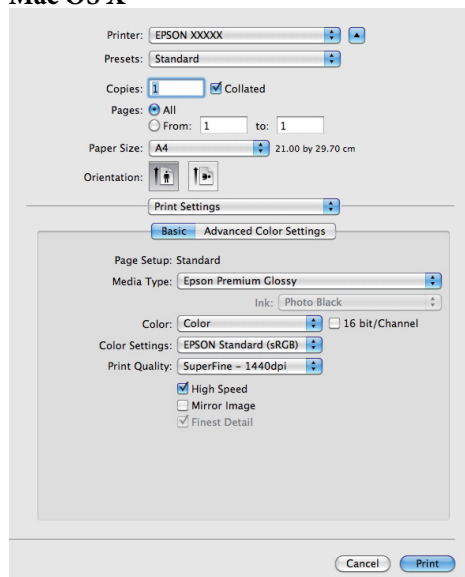 Mac OS X
Printer: EPSON XXXXX
Presets: Standard
Copies: 1 Collated
Pages: All
From: 1 to: 1
Paper Size: A4 21.00 by 29.70 cm
Orientation:
Print Settings
Basic Advanced Color Settings
Page Setup: Standard
Media Type: Epson Premium Glossy
Ink: Photo Black
Color: Color 16 bit/Channel
Color Settings: EPSON Standard (sRGB)
Print Quality: SuperFine - 1440dpi
High Speed
Mirror Image
Finest Detail
Cancel Print